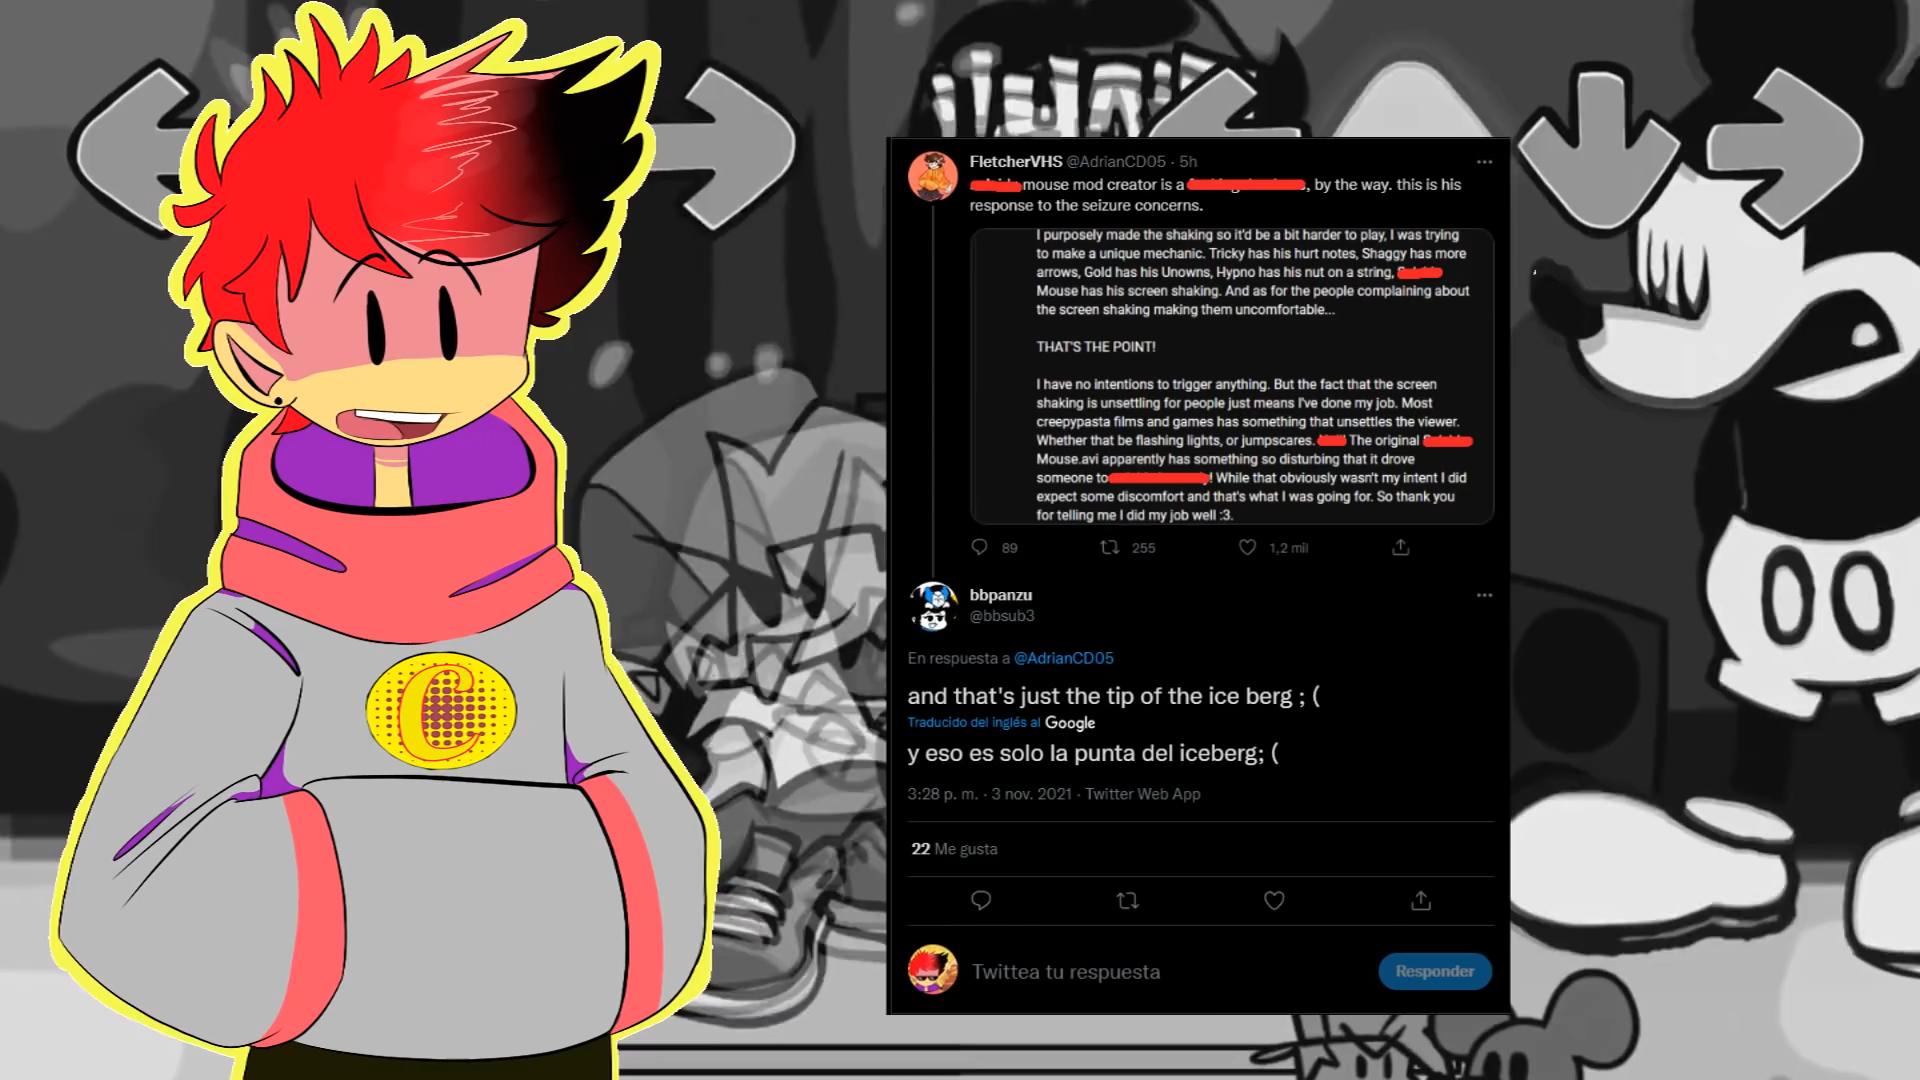 FletcherVHS @AdrianCD05 · 5h
mouse mod creator is a , by the way. this is his
response to the seizure concerns.
I purposely made the shaking so it'd be a bit harder to play, I was trying
to make a unique mechanic. Tricky has his hurt notes, Shaggy has more
arrows, Gold has his Unowns, Hypno has his nut on a string,
Mouse has his screen shaking. And as for the people complaining about
the screen shaking making them uncomfortable...
THAT'S THE POINT!
I have no intentions to trigger anything. But the fact that the screen
shaking is unsettling for people just means I've done my job. Most
creepypasta films and games has something that unsettles the viewer.
Whether that be flashing lights, or jumpscares. The original
Mouse.avi apparently has something so disturbing that it drove
someone to ! While that obviously wasn't my intent I did
expect some discomfort and that's what I was going for. So thank you
for telling me I did my job well :3.
89 255 1,2 mil
bbpanzu
@bbsub3
En respuesta a @AdrianCD05
and that's just the tip of the ice berg ; (
Traducido del inglés al Google
y eso es solo la punta del iceberg; (
3:28 p. m. · 3 nov. 2021 · Twitter Web App
22 Me gusta
Twittea tu respuesta
Responder
C